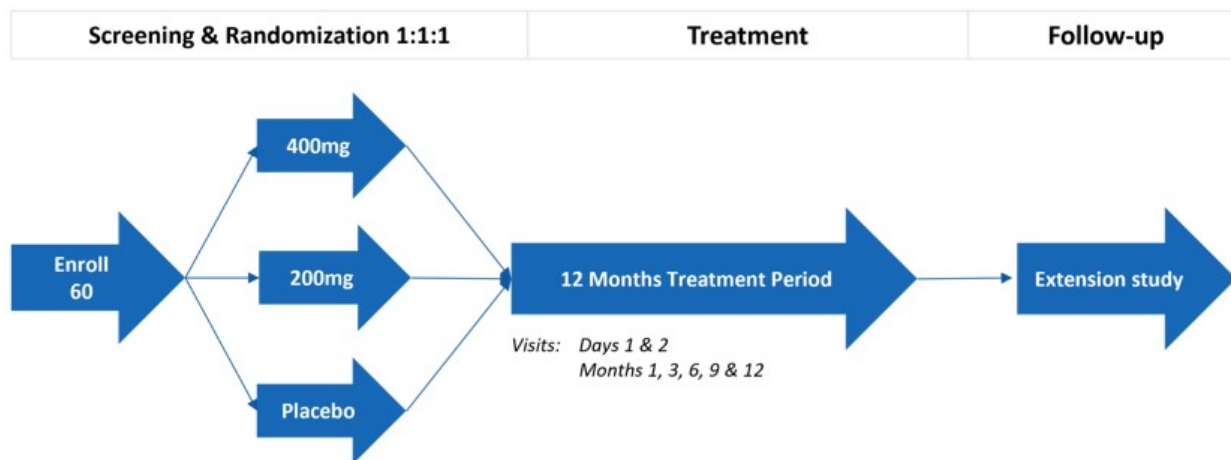 Screening & Randomization 1:1:1
Treatment
Follow-up
400mg
Enroll
60
200mg
12 Months Treatment Period
Extension study
Visits: Days 1 & 2
Months 1, 3, 6, 9 & 12
Placebo